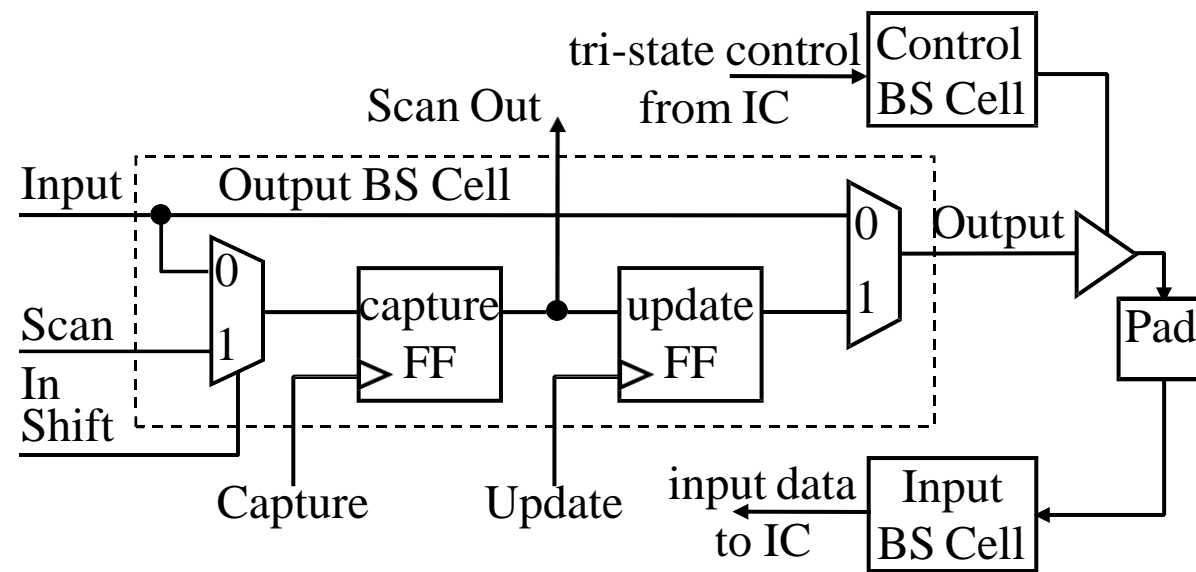 tri-state control
from IC
Control
BS Cell
Scan Out
Input
Output BS Cell
0
1
Scan
In
Shift
capture
FF
update
FF
0
1
Output
Pad
Capture
Update
input data
to IC
Input
BS Cell